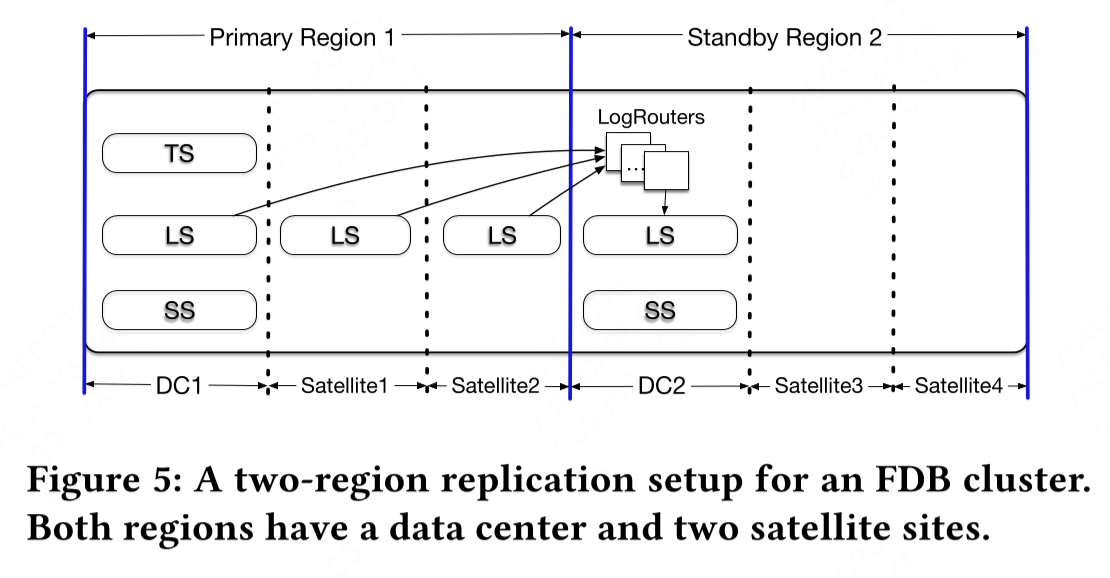 Primary Region 1 Standby Region 2
LogRouters
TS
...
LS LS LS LS
SS SS
DC1 Satellite1 Satellite2 DC2 Satellite3 Satellite4
Figure 5: A two-region replication setup for an FDB cluster.
Both regions have a data center and two satellite sites.